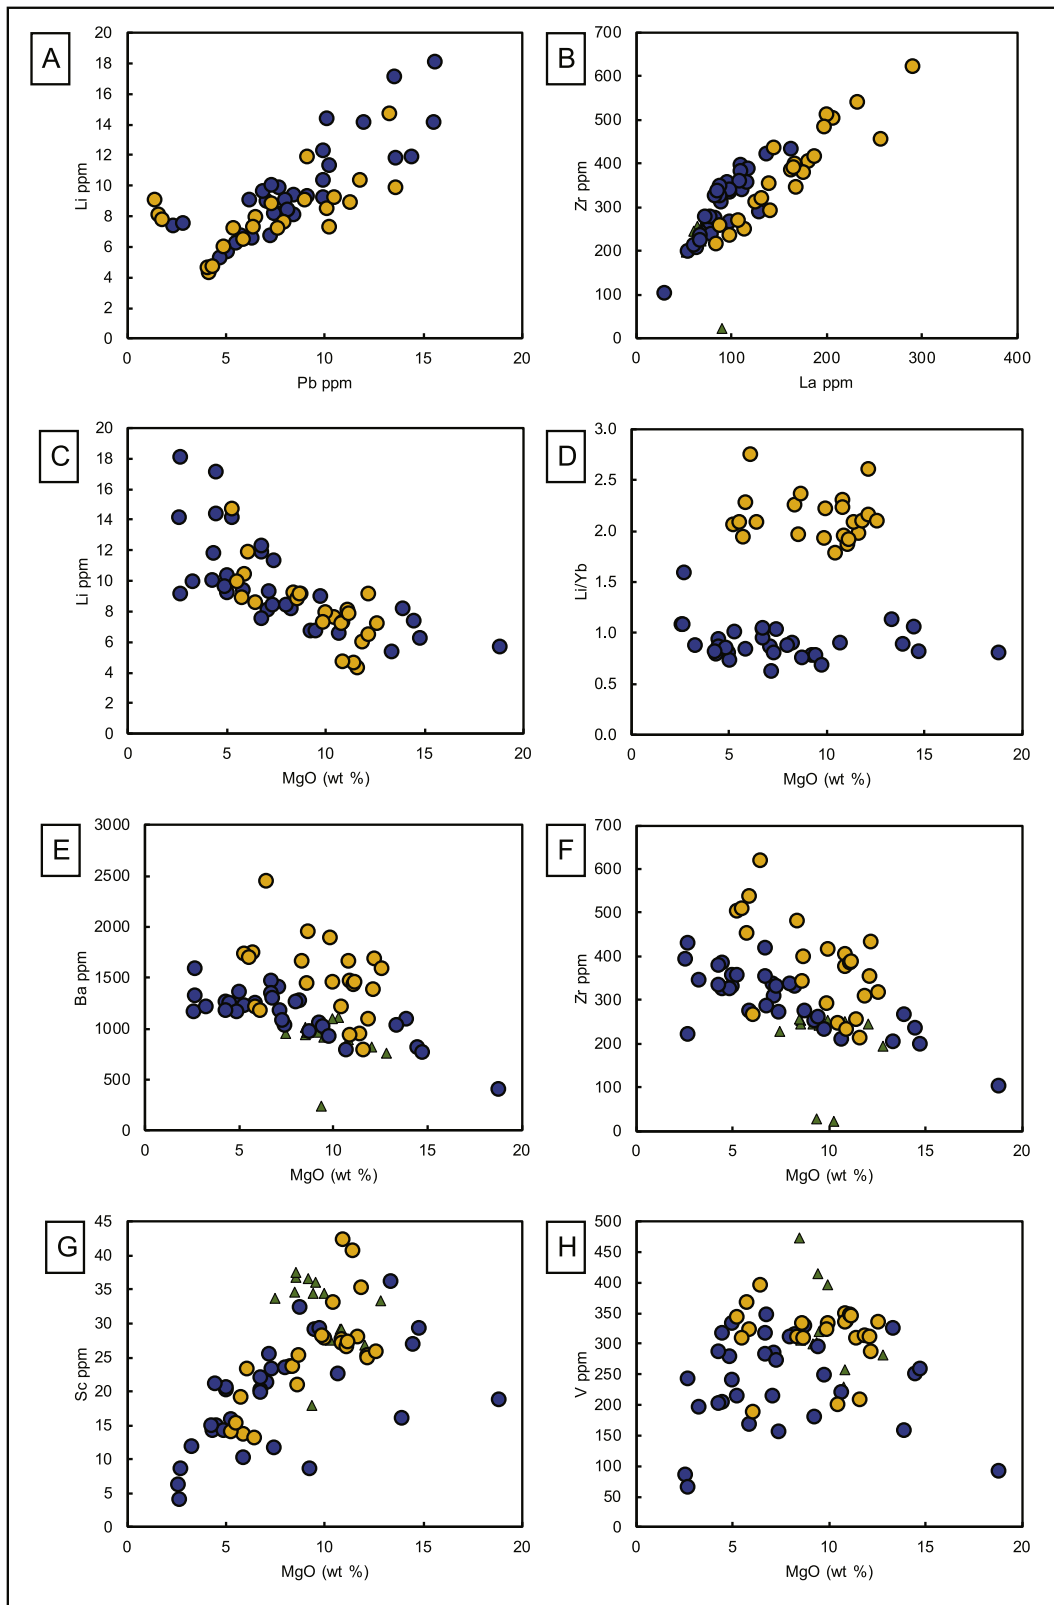 A
20
18
16
14
12
10
8
6
4
2
0
Li ppm
0 5 10 15 20
Pb ppm
B
700
600
500
400
300
200
100
0
Zr ppm
0 100 200 300 400
La ppm
C
20
18
16
14
12
10
8
6
4
2
0
Li ppm
0 5 10 15 20
MgO (wt %)
D
3.0
2.5
2.0
1.5
1.0
0.5
0.0
Li/Yb
0 5 10 15 20
MgO (wt %)
E
3000
2500
2000
1500
1000
500
0
Ba ppm
0 5 10 15 20
MgO (wt %)
F
700
600
500
400
300
200
100
0
Zr ppm
0 5 10 15 20
MgO (wt %)
G
45
40
35
30
25
20
15
10
5
0
Sc ppm
0 5 10 15 20
MgO (wt %)
H
500
450
400
350
300
250
200
150
100
50
0
V ppm
0 5 10 15 20
MgO (wt %)